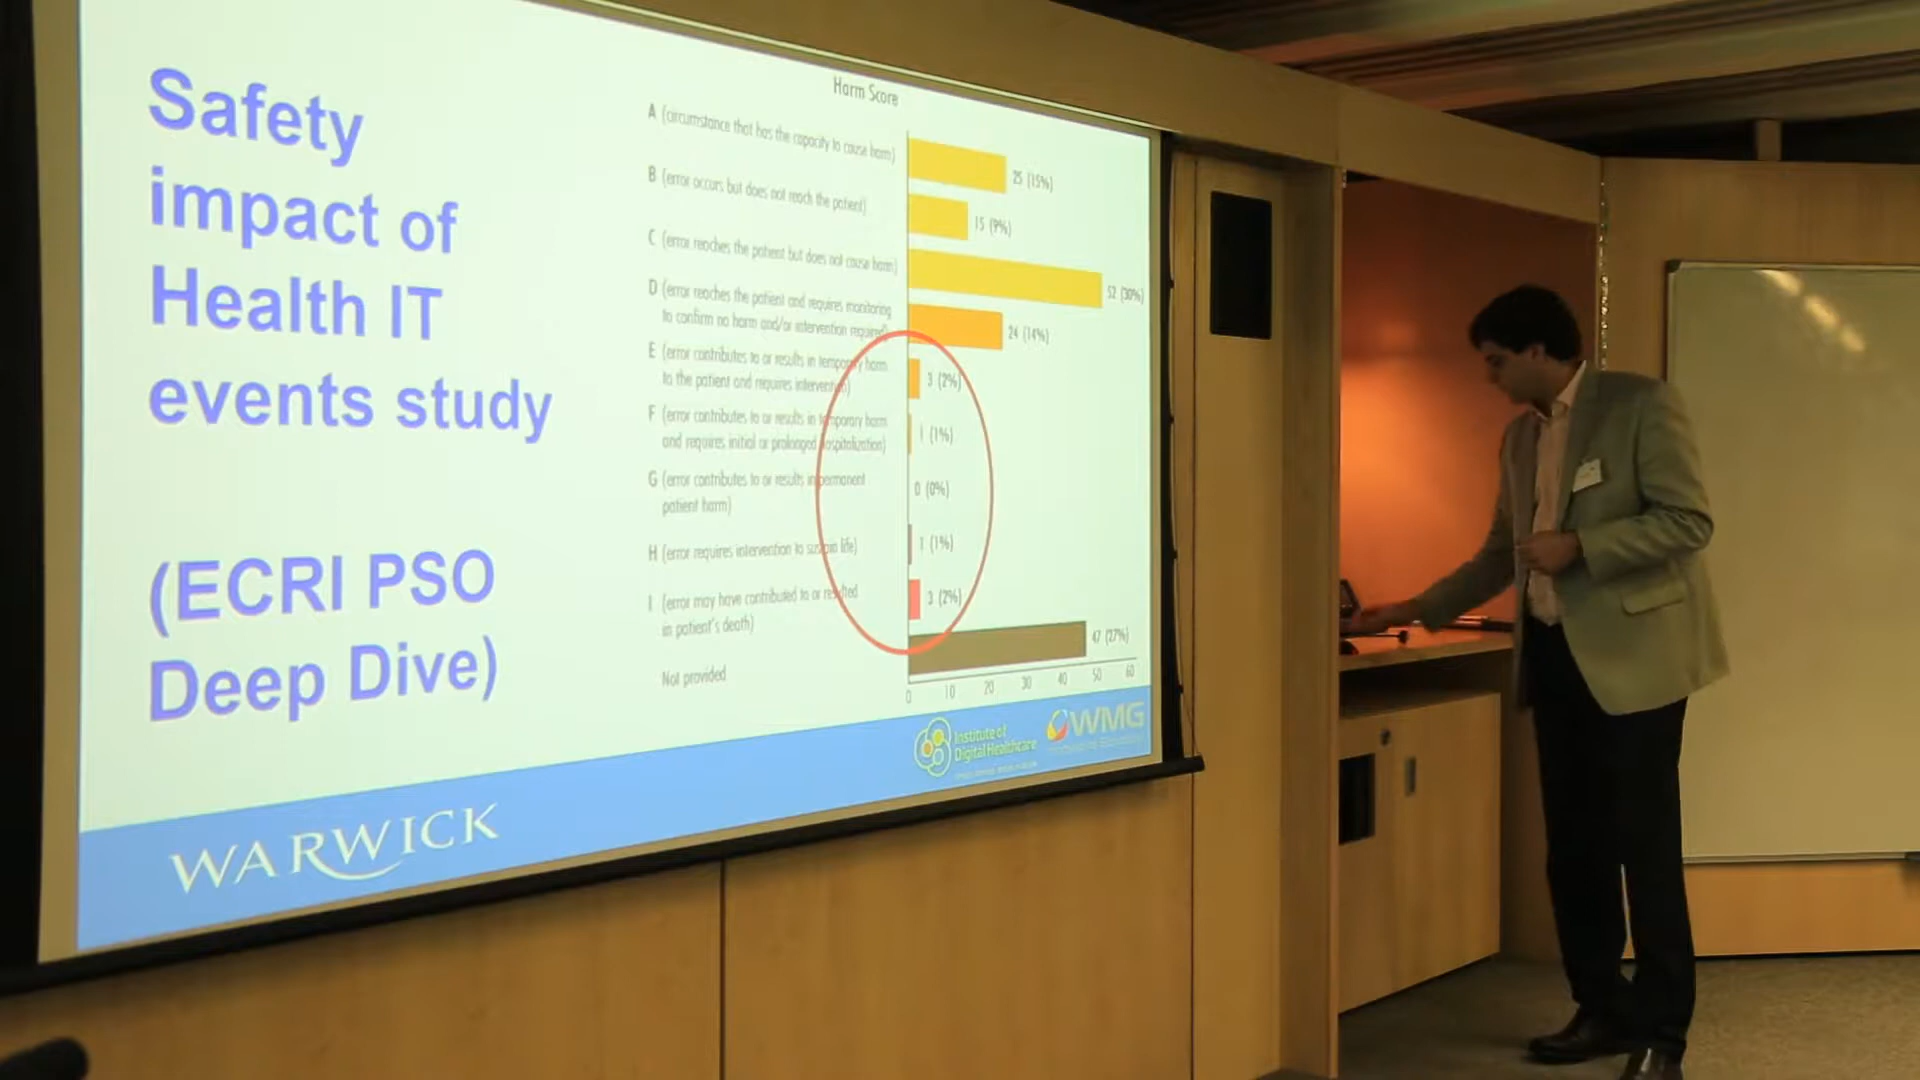 Safety
impact of
Health IT
events study
(ECRI PSO
Deep Dive)
Harm Score
A (circumstance that has the capacity to cause harm)
25 (15%)
B (error occurs but does not reach the patient)
15 (9%)
C (error reaches the patient but does not cause harm)
52 (30%)
D (error reaches the patient and requires monitoring
to confirm no harm and/or intervention required)
24 (14%)
E (error contributes to or results in temporary harm
to the patient and requires intervention)
3 (2%)
F (error contributes to or results in temporary harm
and requires initial or prolonged hospitalization)
1 (1%)
G (error contributes to or results in permanent
patient harm)
0 (0%)
H (error requires intervention to sustain life)
1 (1%)
I (error may have contributed to or resulted
in patient's death)
3 (2%)
Not provided
47 (27%)
0 10 20 30 40 50 60
Institute of
Digital Healthcare
WMG
WARWICK